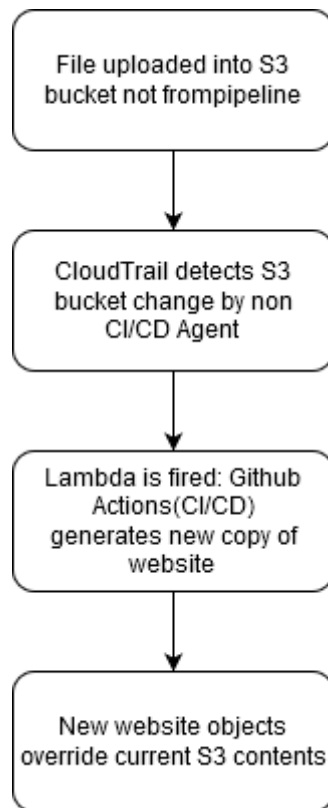 File uploaded into S3
bucket not frompipeline
CloudTrail detects S3
bucket change by non
CI/CD Agent
Lambda is fired: Github
Actions(CI/CD)
generates new copy of
website
New website objects
override current S3 contents